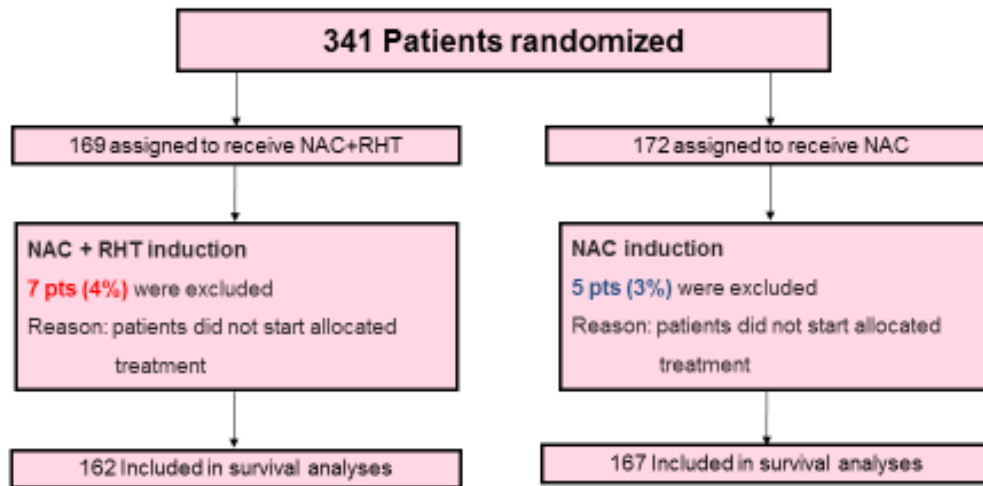 341 Patients randomized
169 assigned to receive NAC+RHT
172 assigned to receive NAC
NAC + RHT induction
7 pts (4%) were excluded
Reason: patients did not start allocated
treatment
NAC induction
5 pts (3%) were excluded
Reason: patients did not start allocated
treatment
162 Included in survival analyses
167 Included in survival analyses